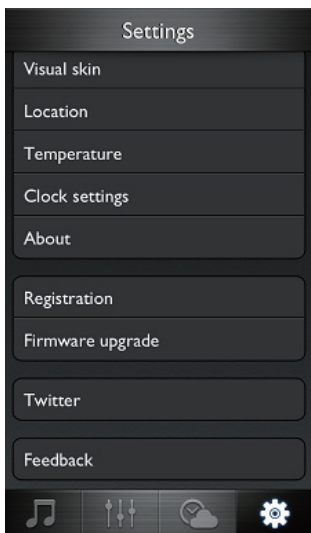 Settings
Visual skin
Location
Temperature
Clock settings
About
Registration
Firmware upgrade
Twitter
Feedback